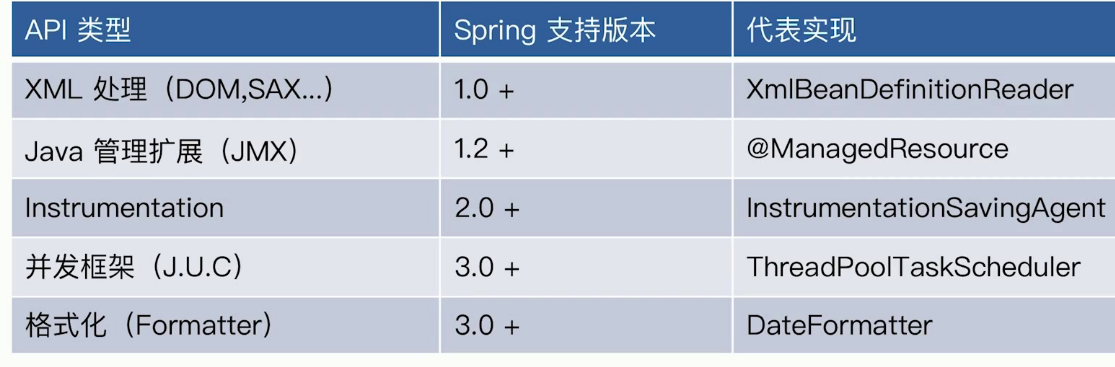 API 类型 Spring 支持版本 代表实现
XML 处理（DOM,SAX...） 1.0 + XmlBeanDefinitionReader
Java 管理扩展（JMX） 1.2 + @ManagedResource
Instrumentation 2.0 + InstrumentationSavingAgent
并发框架（J.U.C） 3.0 + ThreadPoolTaskScheduler
格式化（Formatter） 3.0 + DateFormatter